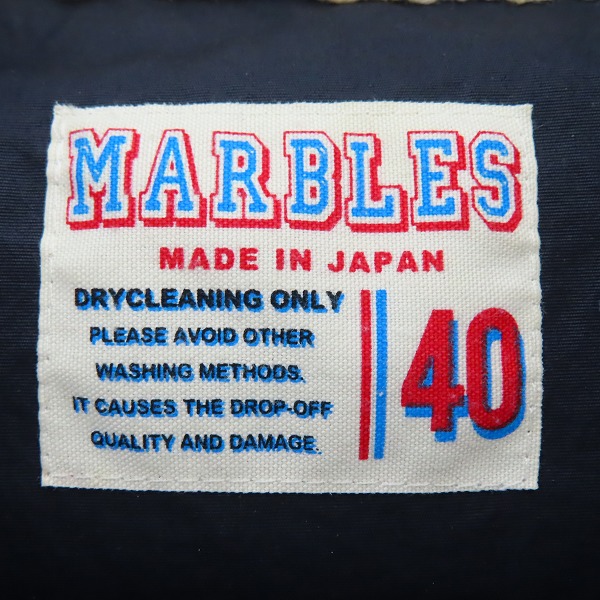 MARBLES
MADE IN JAPAN
DRYCLEANING ONLY
PLEASE AVOID OTHER
WASHING METHODS.
IT CAUSES THE DROP-OFF
QUALITY AND DAMAGE.
40